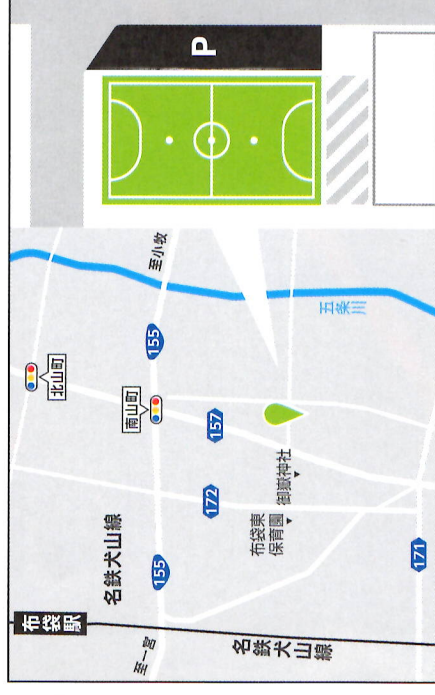 P
至小牧
五条川
北山町
155
南山町
157
御嶽神社
172
布袋東
保育園
名鉄犬山線
155
171
布袋駅
至一宮
名鉄犬山線